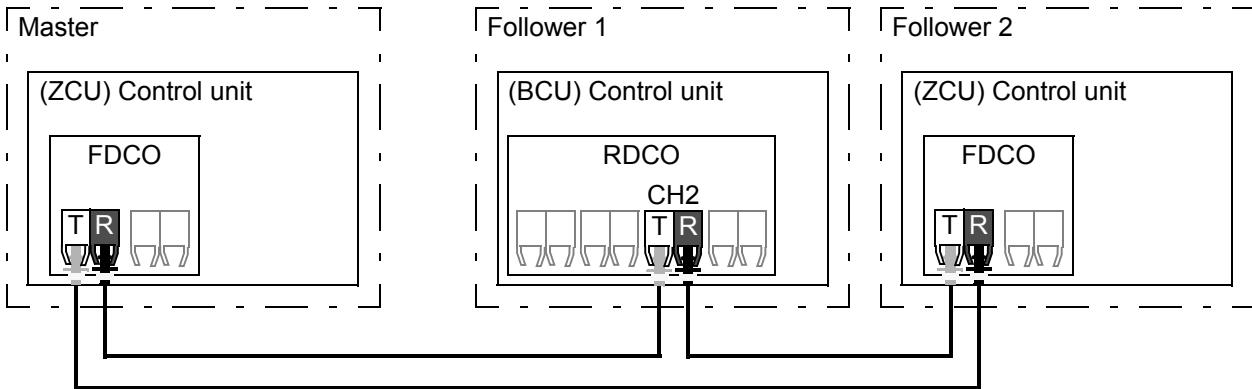 Master
(ZCU) Control unit
FDCO
T R
Follower 1
(BCU) Control unit
RDCO
CH2
T R
Follower 2
(ZCU) Control unit
FDCO
T R